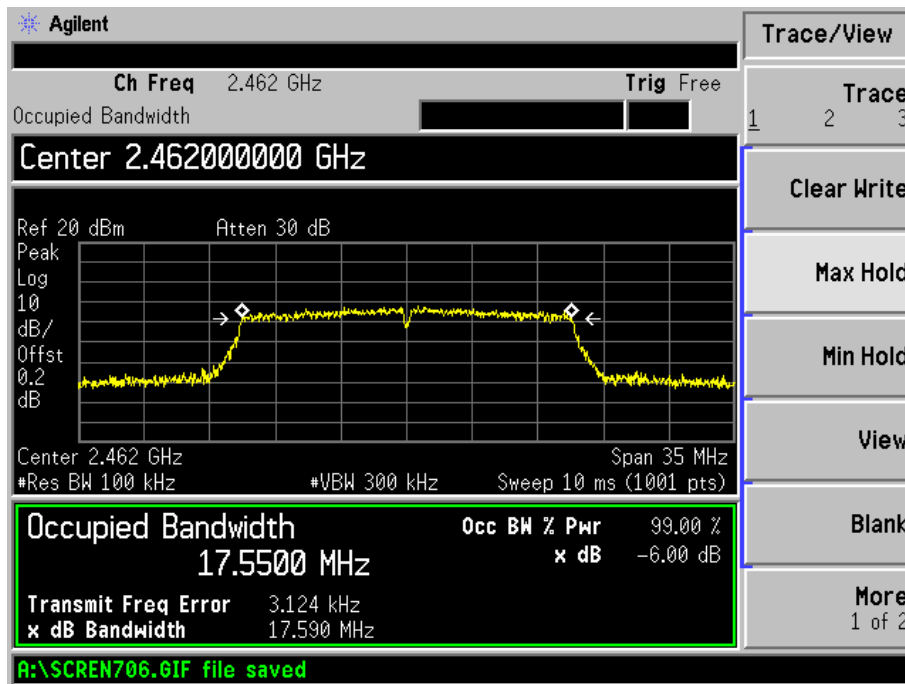 Agilent
Trace/View
Ch Freq 2.462 GHz Trig Free
Occupied Bandwidth
Trace
1 2 3
Center 2.462000000 GHz
Clear Write
Ref 20 dBm Atten 30 dB
Peak
Log
10
dB/
Offst
0.2
dB
Max Hold
Min Hold
View
Center 2.462 GHz Span 35 MHz
#Res BW 100 kHz #VBW 300 kHz Sweep 10 ms (1001 pts)
Occupied Bandwidth Occ BW % Pwr 99.00 %
17.5500 MHz x dB -6.00 dB
Blank
Transmit Freq Error 3.124 kHz
x dB Bandwidth 17.590 MHz
More
1 of 2
A:\SCREN706.GIF file saved